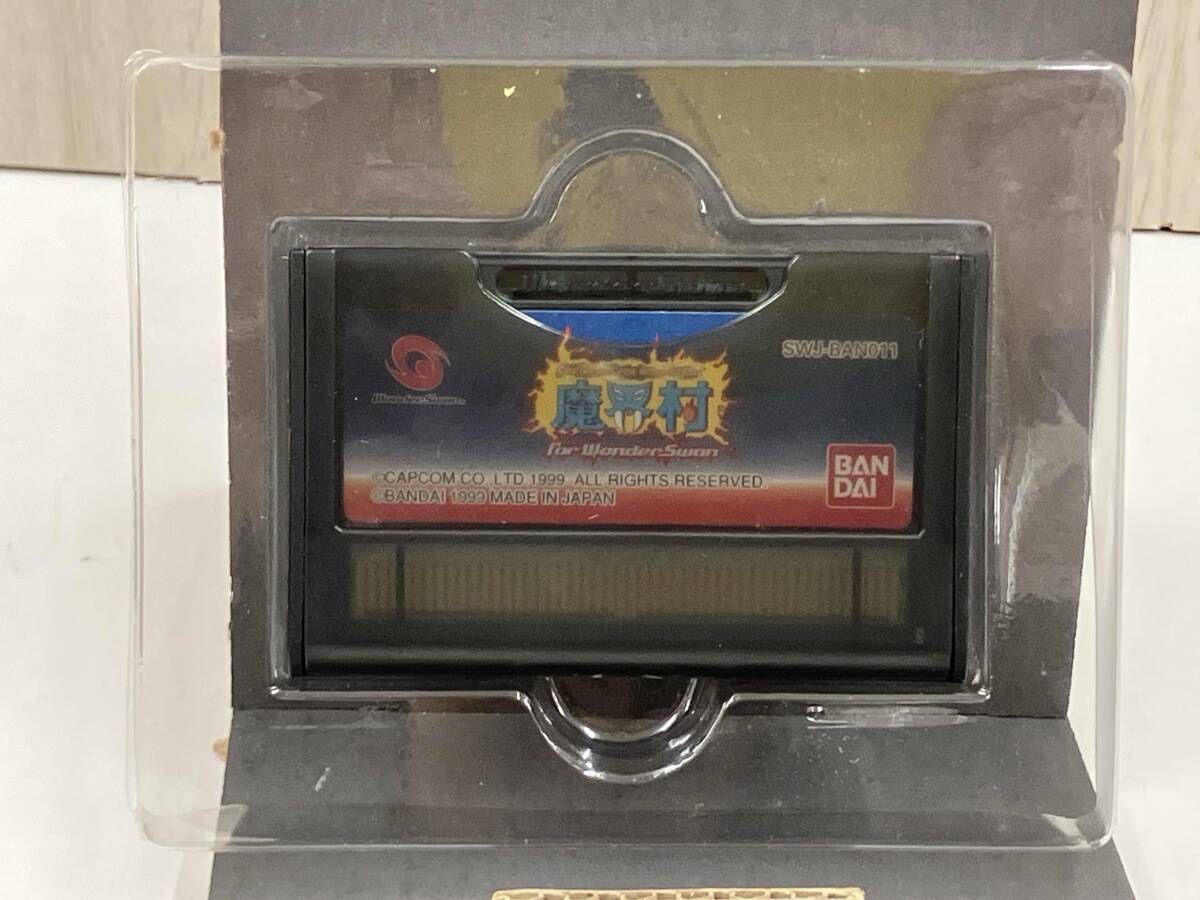 SWJ-BAN011
WonderSwan
魔界村
for WonderSwan
©CAPCOM CO., LTD 1999 ALL RIGHTS RESERVED
©BANDAI 1999 MADE IN JAPAN
BAN
DAI